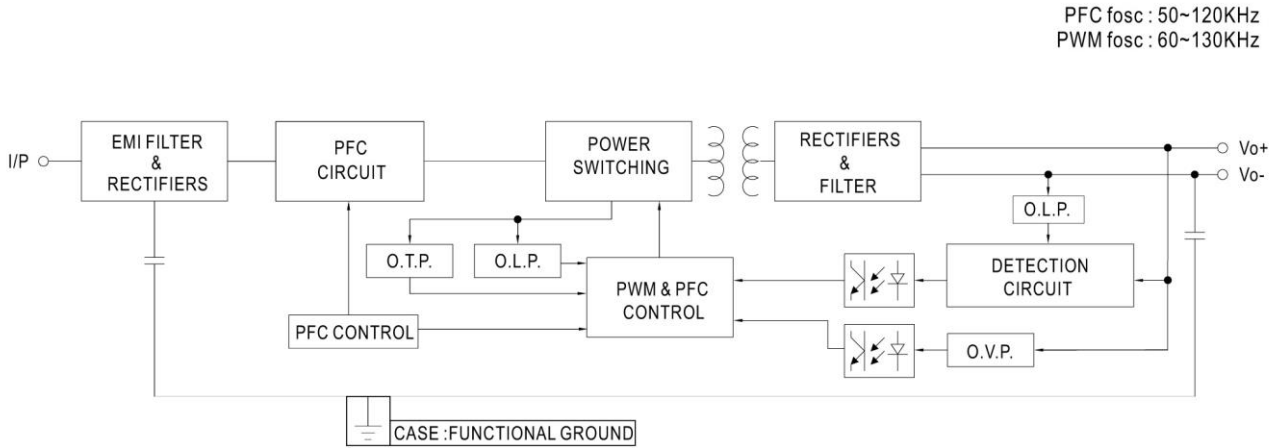 PFC fosc : 50~120KHz
PWM fosc : 60~130KHz
I/P
EMI FILTER
&
RECTIFIERS
PFC
CIRCUIT
POWER
SWITCHING
RECTIFIERS
&
FILTER
Vo+
Vo-
O.L.P.
O.T.P.
O.L.P.
PWM & PFC
CONTROL
DETECTION
CIRCUIT
PFC CONTROL
O.V.P.
CASE :FUNCTIONAL GROUND